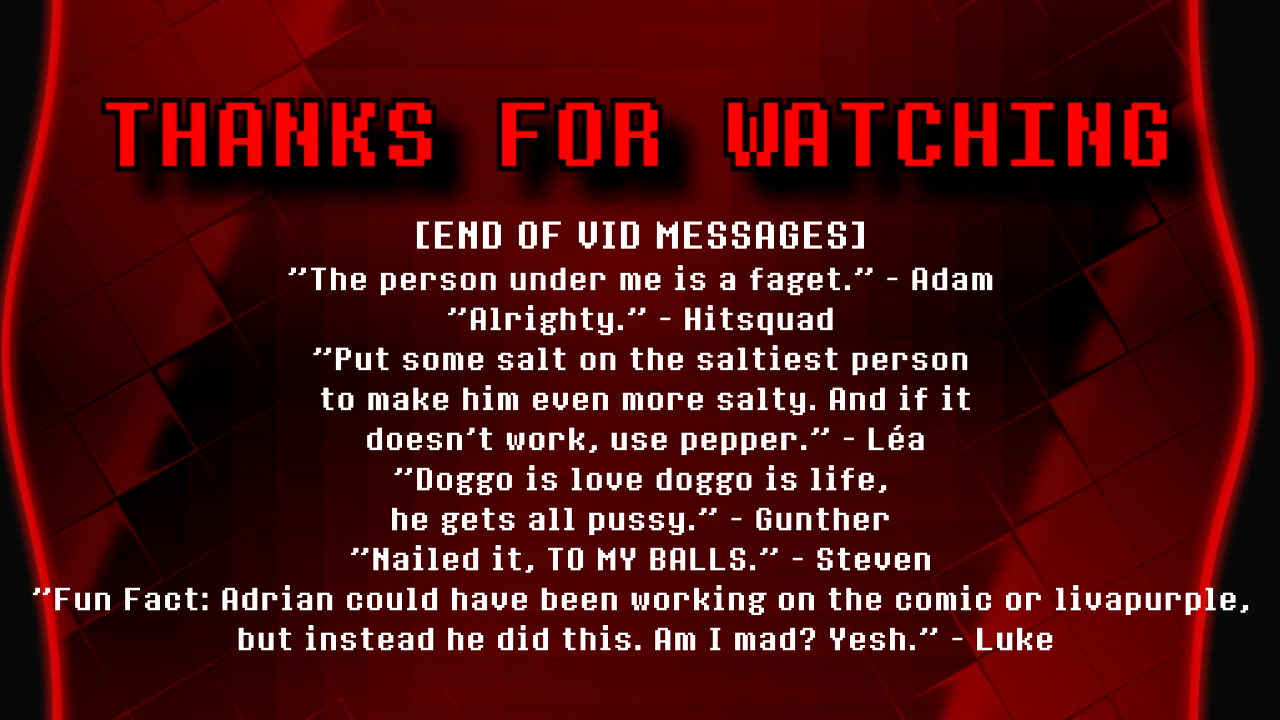 THANKS FOR WATCHING
[END OF VID MESSAGES]
"The person under me is a faget." - Adam
"Alrighty." - Hitsquad
"Put some salt on the saltiest person
to make him even more salty. And if it
doesn't work, use pepper." - Léa
"Doggo is love doggo is life,
he gets all pussy." - Gunther
"Nailed it, TO MY BALLS." - Steven
"Fun Fact: Adrian could have been working on the comic or livapurple,
but instead he did this. Am I mad? Yesh." - Luke